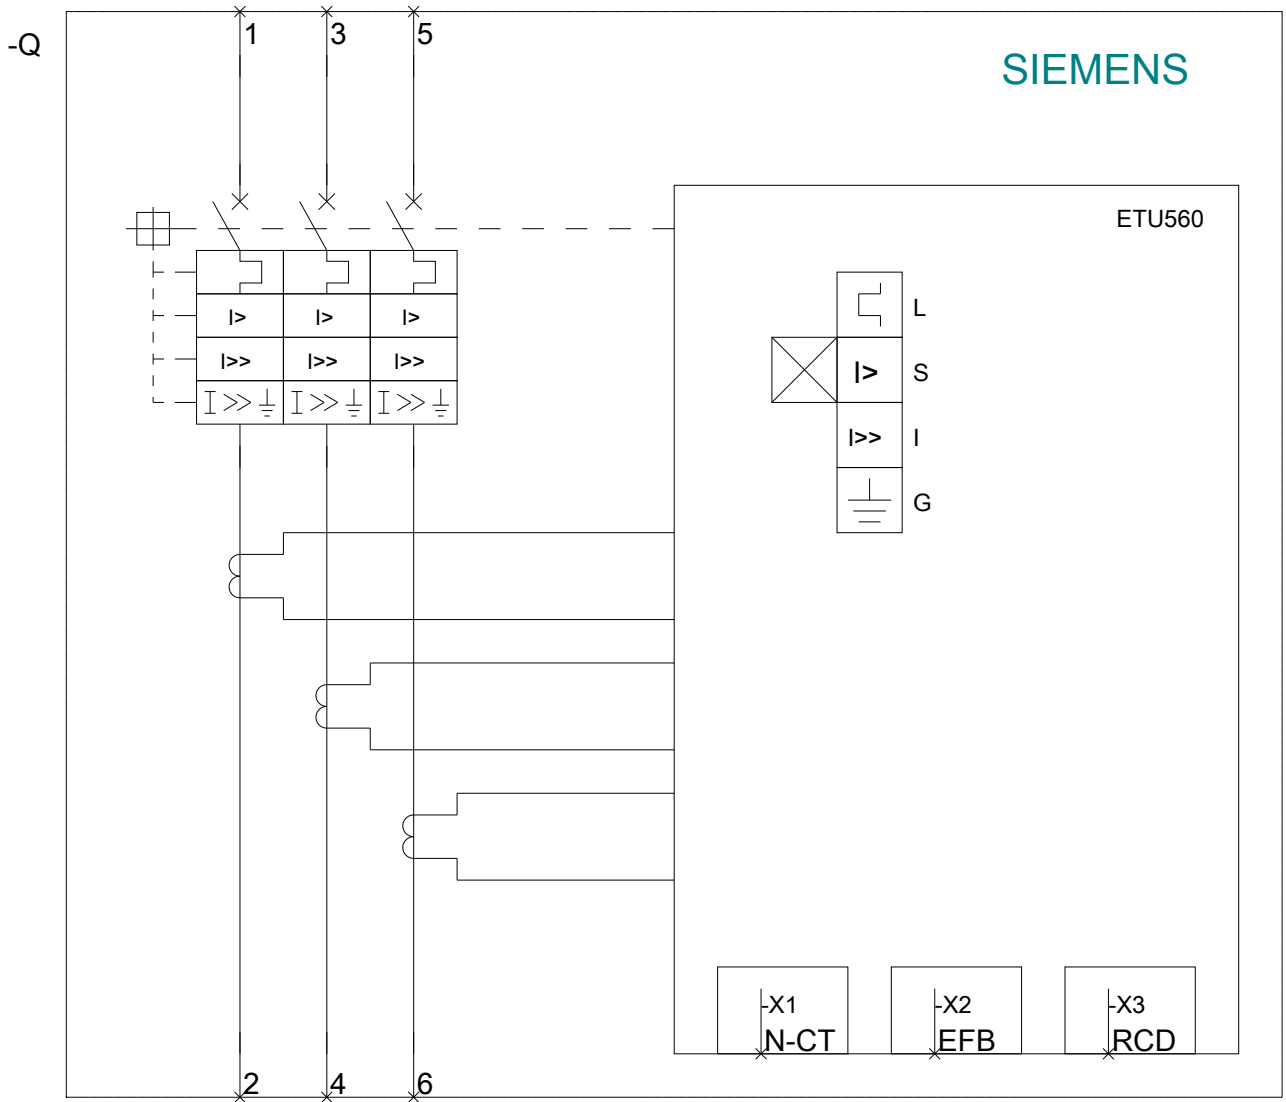 -Q
1 3 5
SIEMENS
ETU560
L
I> I> I> 
I>> I>> I>>
I >> I >> I >>
I> S
I>> I
G
-X1 -X2 -X3
N-CT EFB RCD
2 4 6